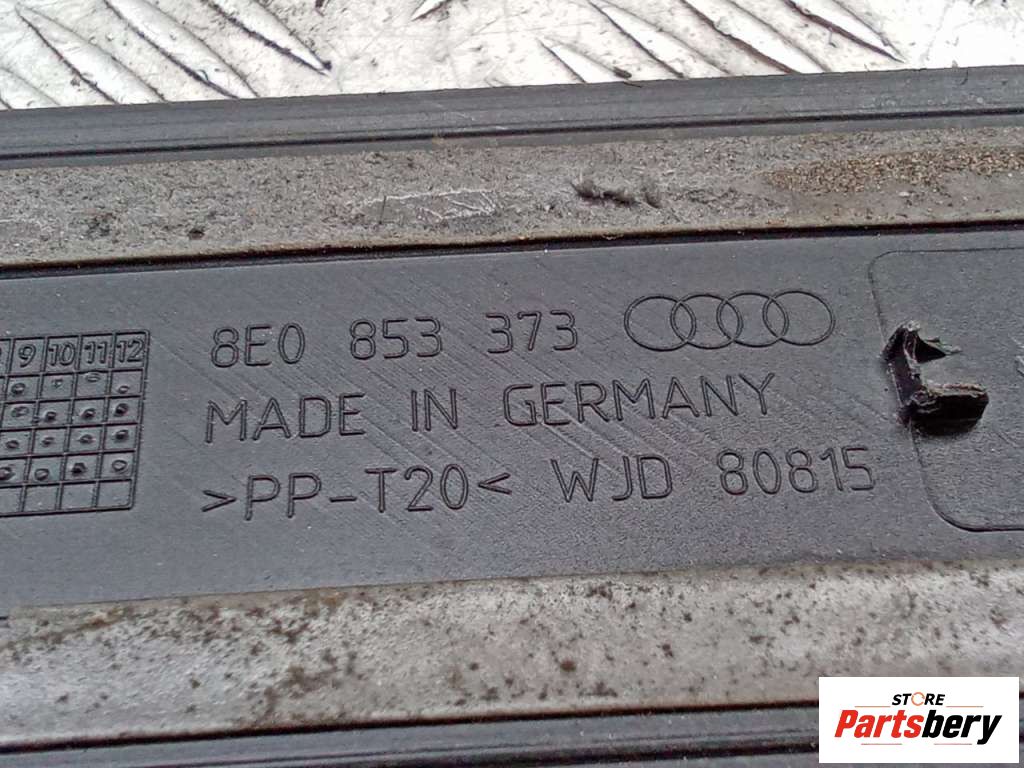 9 10 11 12
8E0 853 373
MADE IN GERMANY
>PP-T20< WJD 80815
STORE
Partsbery